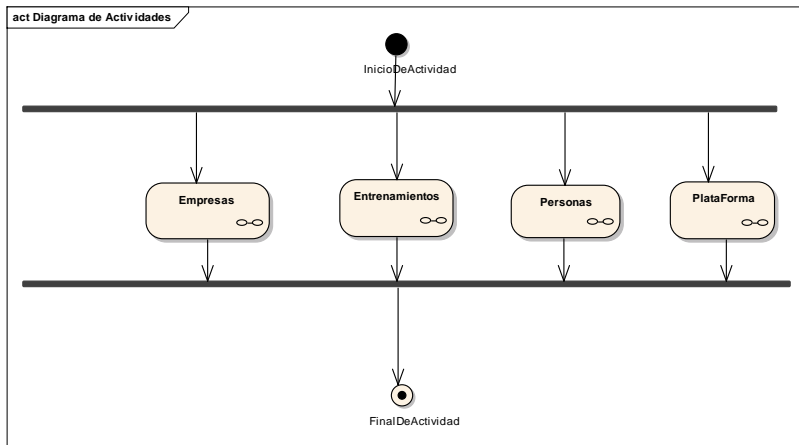 act Diagrama de Actividades
InicioDeActividad
Empresas
Entrenamientos
Personas
PlataForma
FinalDeActividad